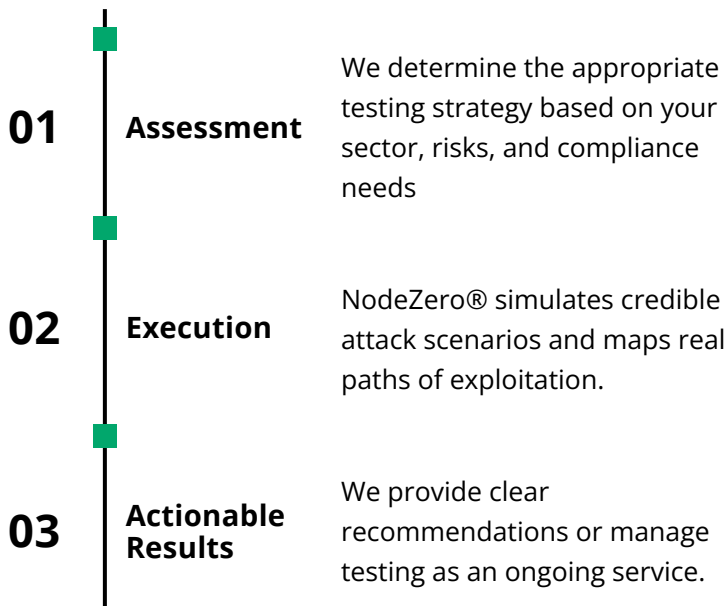 01
Assessment
We determine the appropriate
testing strategy based on your
sector, risks, and compliance
needs
02
Execution
NodeZero® simulates credible
attack scenarios and maps real
paths of exploitation.
03
Actionable
Results
We provide clear
recommendations or manage
testing as an ongoing service.